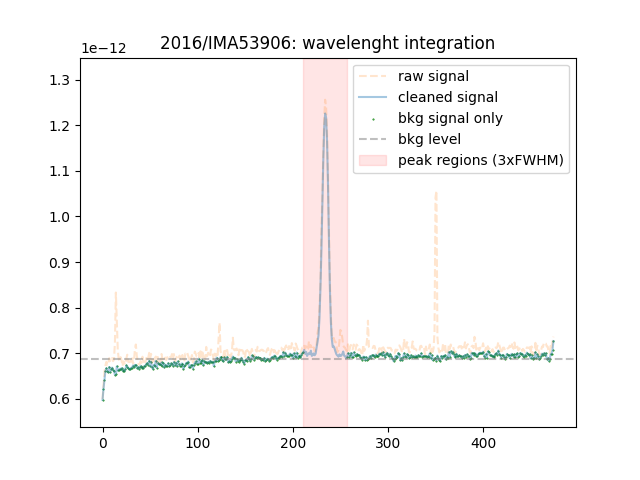 2016/IMA53906: wavelenght integration
1e−12
1.3
1.2
1.1
1.0
0.9
0.8
0.7
0.6
raw signal
cleaned signal
bkg signal only
bkg level
peak regions (3xFWHM)
0 100 200 300 400